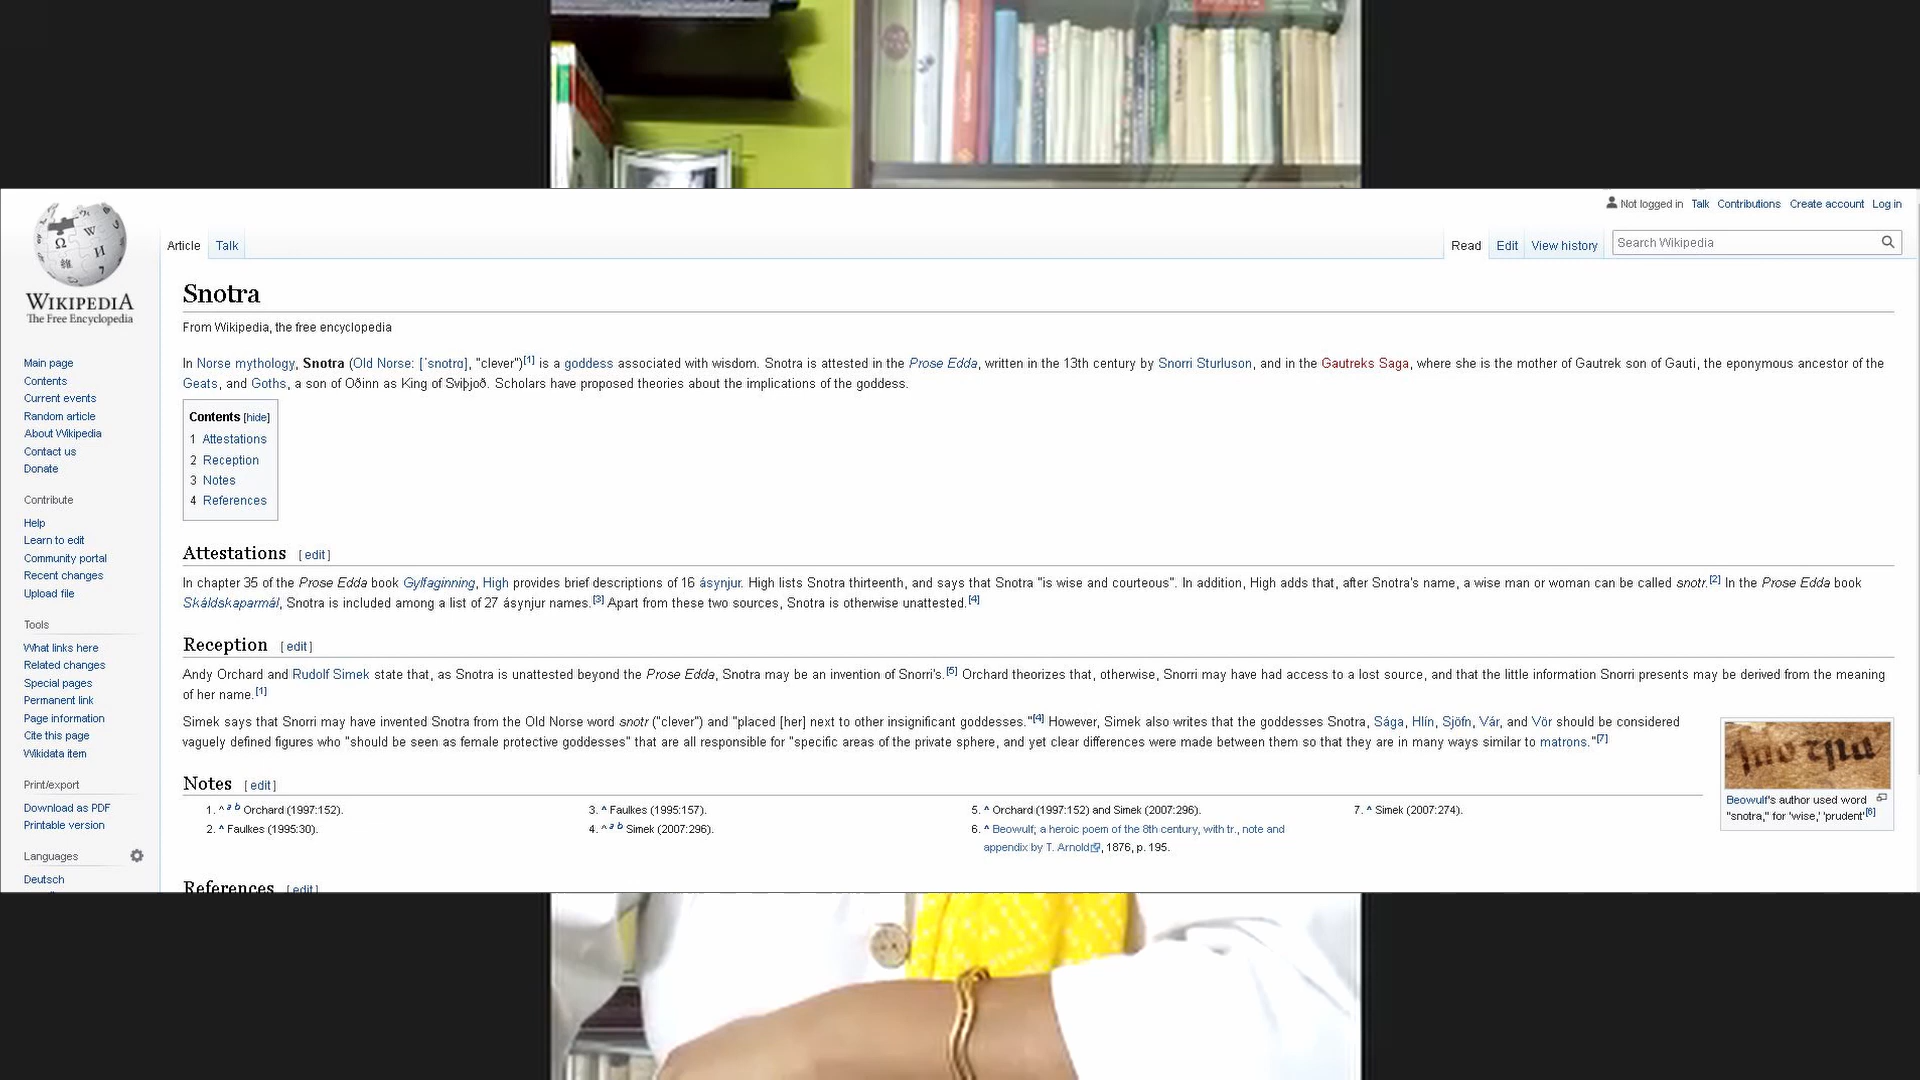 Not logged in Talk Contributions Create account Log in
Article Talk Read Edit View history Search Wikipedia
WIKIPEDIA
The Free Encyclopedia
Main page
Contents
Current events
Random article
About Wikipedia
Contact us
Donate
Contribute
Help
Learn to edit
Community portal
Recent changes
Upload file
Tools
What links here
Related changes
Special pages
Permanent link
Page information
Cite this page
Wikidata item
Print/export
Download as PDF
Printable version
Languages
Deutsch
Snotra
From Wikipedia, the free encyclopedia
In Norse mythology, Snotra (Old Norse: [ˈsnotrɑ], "clever")[1] is a goddess associated with wisdom. Snotra is attested in the Prose Edda, written in the 13th century by Snorri Sturluson, and in the Gautreks Saga, where she is the mother of Gautrek son of Gauti, the eponymous ancestor of the
Geats, and Goths, a son of Oðinn as King of Sviþjoð. Scholars have proposed theories about the implications of the goddess.
Contents [hide]
1 Attestations
2 Reception
3 Notes
4 References
Attestations [ edit ]
In chapter 35 of the Prose Edda book Gylfaginning, High provides brief descriptions of 16 ásynjur. High lists Snotra thirteenth, and says that Snotra "is wise and courteous". In addition, High adds that, after Snotra's name, a wise man or woman can be called snotr.[2] In the Prose Edda book
Skáldskaparmál, Snotra is included among a list of 27 ásynjur names.[3] Apart from these two sources, Snotra is otherwise unattested.[4]
Reception [ edit ]
Andy Orchard and Rudolf Simek state that, as Snotra is unattested beyond the Prose Edda, Snotra may be an invention of Snorri's.[5] Orchard theorizes that, otherwise, Snorri may have had access to a lost source, and that the little information Snorri presents may be derived from the meaning
of her name.[1]
Simek says that Snorri may have invented Snotra from the Old Norse word snotr ("clever") and "placed [her] next to other insignificant goddesses."[4] However, Simek also writes that the goddesses Snotra, Sága, Hlín, Sjöfn, Vár, and Vör should be considered
vaguely defined figures who "should be seen as female protective goddesses" that are all responsible for "specific areas of the private sphere, and yet clear differences were made between them so that they are in many ways similar to matrons."[7]
Beowulf's author used word
"snotra," for 'wise,' 'prudent'[6]
Notes [ edit ]
1. ^ a b Orchard (1997:152).
2. ^ Faulkes (1995:30).
3. ^ Faulkes (1995:157).
4. ^ a b Simek (2007:296).
5. ^ Orchard (1997:152) and Simek (2007:296).
6. ^ Beowulf; a heroic poem of the 8th century, with tr., note and
appendix by T. Arnold, 1876, p. 195.
7. ^ Simek (2007:274).
References [ edit ]